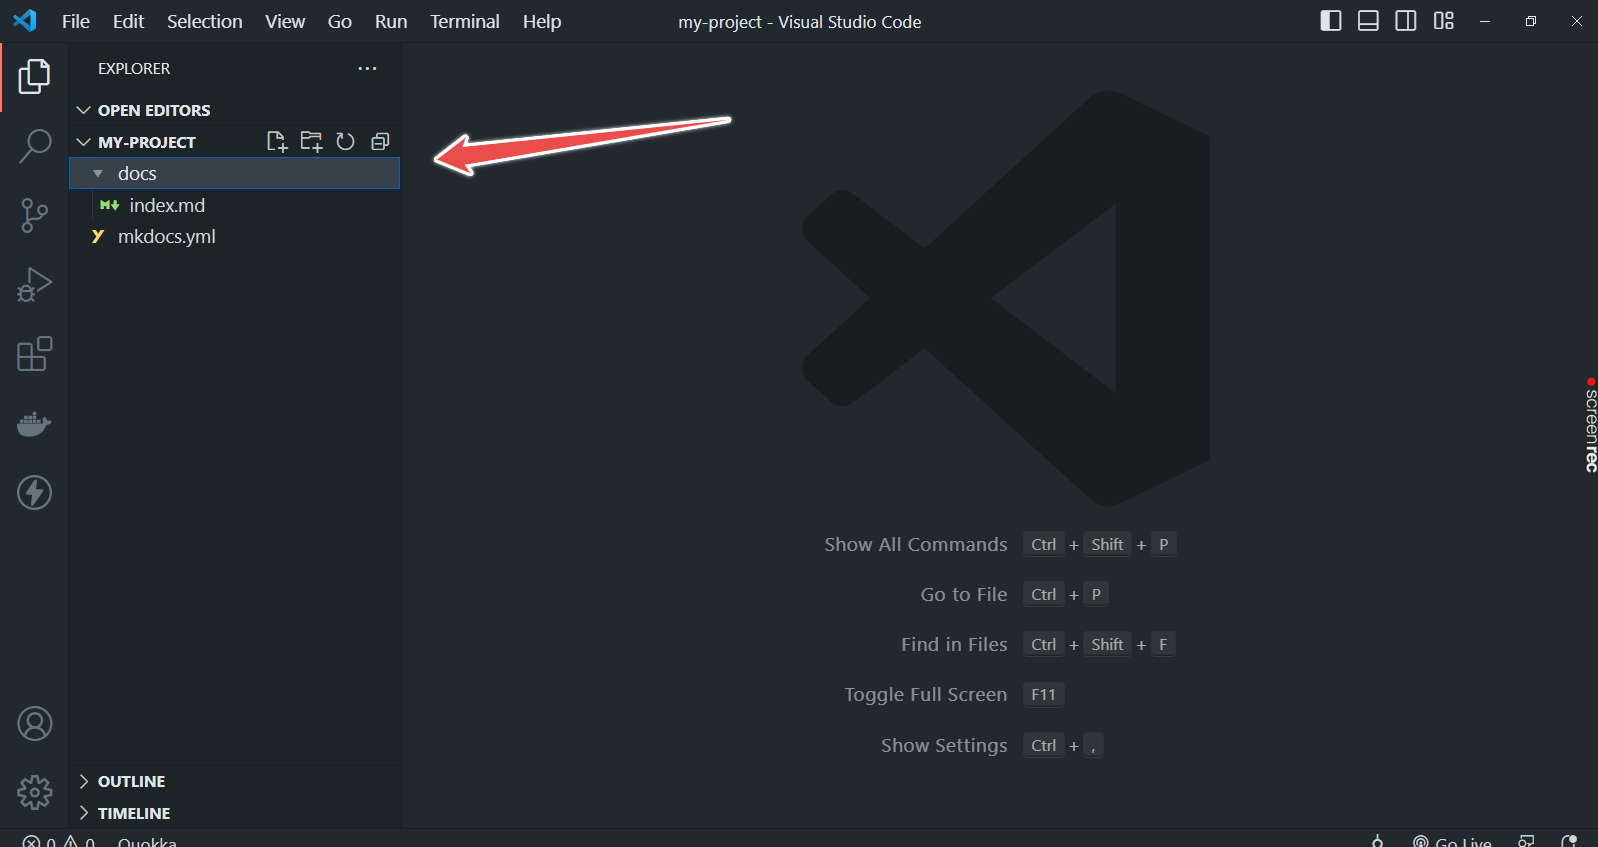 File Edit Selection View Go Run Terminal Help my-project - Visual Studio Code
EXPLORER
OPEN EDITORS
MY-PROJECT
docs
index.md
mkdocs.yml
Show All Commands Ctrl + Shift + P
Go to File Ctrl + P
Find in Files Ctrl + Shift + F
Toggle Full Screen F11
Show Settings Ctrl + ,
screenrec
OUTLINE
TIMELINE
0 0 Quokka Go Live